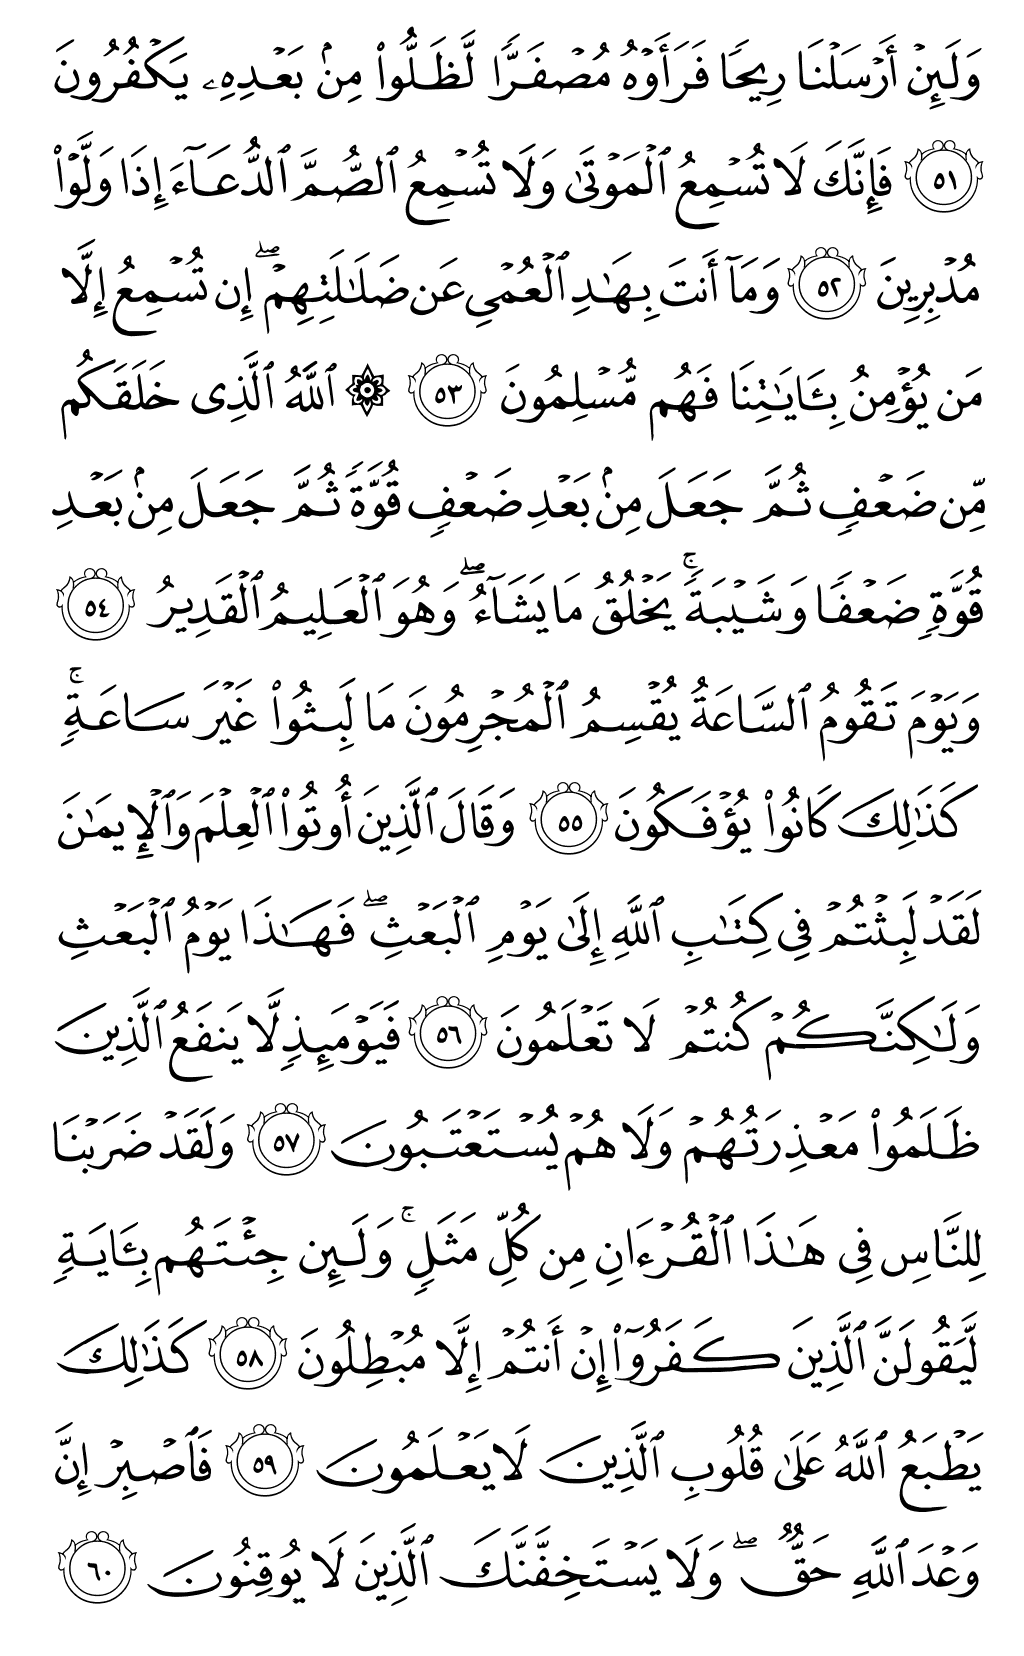 وَلَئِنۡ أَرۡسَلۡنَا رِيحٗا فَرَأَوۡهُ مُصۡفَرّٗا لَّظَلُّواْ مِنۢ بَعۡدِهِۦ يَكۡفُرُونَ
٥١ فَإِنَّكَ لَا تُسۡمِعُ ٱلۡمَوۡتَىٰ وَلَا تُسۡمِعُ ٱلصُّمَّ ٱلدُّعَآءَ إِذَا وَلَّوۡاْ
مُدۡبِرِينَ ٥٢ وَمَآ أَنتَ بِهَٰدِ ٱلۡعُمۡيِ عَن ضَلَٰلَتِهِمۡۖ إِن تُسۡمِعُ إِلَّا
مَن يُؤۡمِنُ بِـَٔايَٰتِنَا فَهُم مُّسۡلِمُونَ ٥٣ ۞ ٱللَّهُ ٱلَّذِي خَلَقَكُم
مِّن ضَعۡفٖ ثُمَّ جَعَلَ مِنۢ بَعۡدِ ضَعۡفٖ قُوَّةٗ ثُمَّ جَعَلَ مِنۢ بَعۡدِ
قُوَّةٖ ضَعۡفٗا وَشَيۡبَةٗۚ يَخۡلُقُ مَا يَشَآءُۖ وَهُوَ ٱلۡعَلِيمُ ٱلۡقَدِيرُ ٥٤
وَيَوۡمَ تَقُومُ ٱلسَّاعَةُ يُقۡسِمُ ٱلۡمُجۡرِمُونَ مَا لَبِثُواْ غَيۡرَ سَاعَةٖۚ
كَذَٰلِكَ كَانُواْ يُؤۡفَكُونَ ٥٥ وَقَالَ ٱلَّذِينَ أُوتُواْ ٱلۡعِلۡمَ وَٱلۡإِيمَٰنَ
لَقَدۡ لَبِثۡتُمۡ فِي كِتَٰبِ ٱللَّهِ إِلَىٰ يَوۡمِ ٱلۡبَعۡثِۖ فَهَٰذَا يَوۡمُ ٱلۡبَعۡثِ
وَلَٰكِنَّكُمۡ كُنتُمۡ لَا تَعۡلَمُونَ ٥٦ فَيَوۡمَئِذٖ لَّا يَنفَعُ ٱلَّذِينَ
ظَلَمُواْ مَعۡذِرَتُهُمۡ وَلَا هُمۡ يُسۡتَعۡتَبُونَ ٥٧ وَلَقَدۡ ضَرَبۡنَا
لِلنَّاسِ فِي هَٰذَا ٱلۡقُرۡءَانِ مِن كُلِّ مَثَلٖۚ وَلَئِن جِئۡتَهُم بِـَٔايَةٖ
لَّيَقُولَنَّ ٱلَّذِينَ كَفَرُوٓاْ إِنۡ أَنتُمۡ إِلَّا مُبۡطِلُونَ ٥٨ كَذَٰلِكَ
يَطۡبَعُ ٱللَّهُ عَلَىٰ قُلُوبِ ٱلَّذِينَ لَا يَعۡلَمُونَ ٥٩ فَٱصۡبِرۡ إِنَّ
وَعۡدَ ٱللَّهِ حَقّٞۖ وَلَا يَسۡتَخِفَّنَّكَ ٱلَّذِينَ لَا يُوقِنُونَ ٦٠